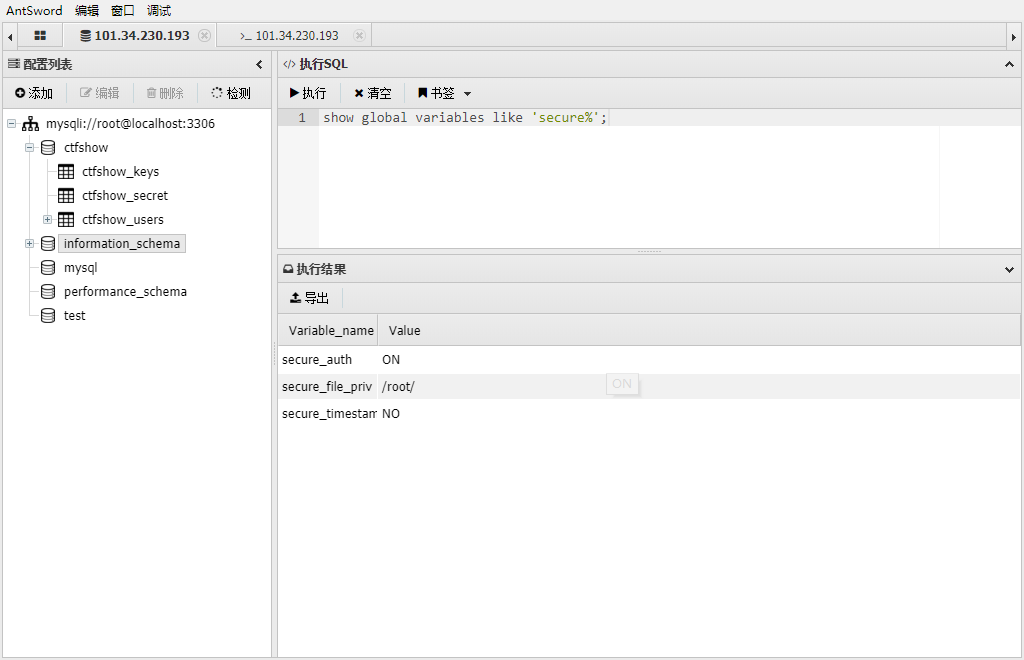 AntSword 编辑 窗口 调试
101.34.230.193 >_ 101.34.230.193
配置列表
添加 编辑 删除 检测
mysqli://root@localhost:3306
ctfshow
ctfshow_keys
ctfshow_secret
ctfshow_users
information_schema
mysql
performance_schema
test
</> 执行SQL
执行 清空 书签
1 show global variables like 'secure%';
执行结果
导出
Variable_name Value
secure_auth ON
secure_file_priv /root/
ON
secure_timestam NO